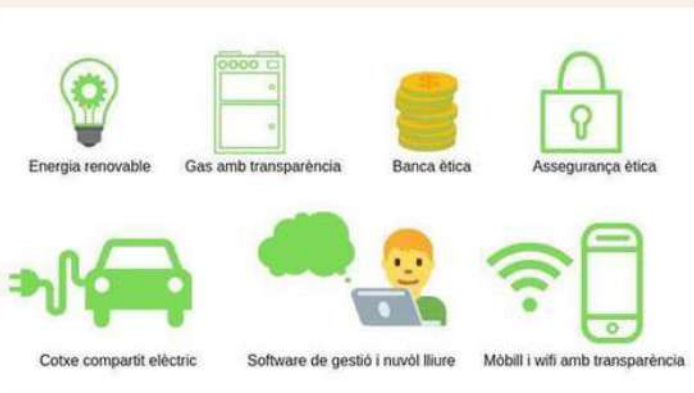 Energia renovable
Gas amb transparència
Banca ètica
Assegurança ètica
Cotxe compartit elèctric
Software de gestió i nuvòl lliure
Mòbill i wifi amb transparència